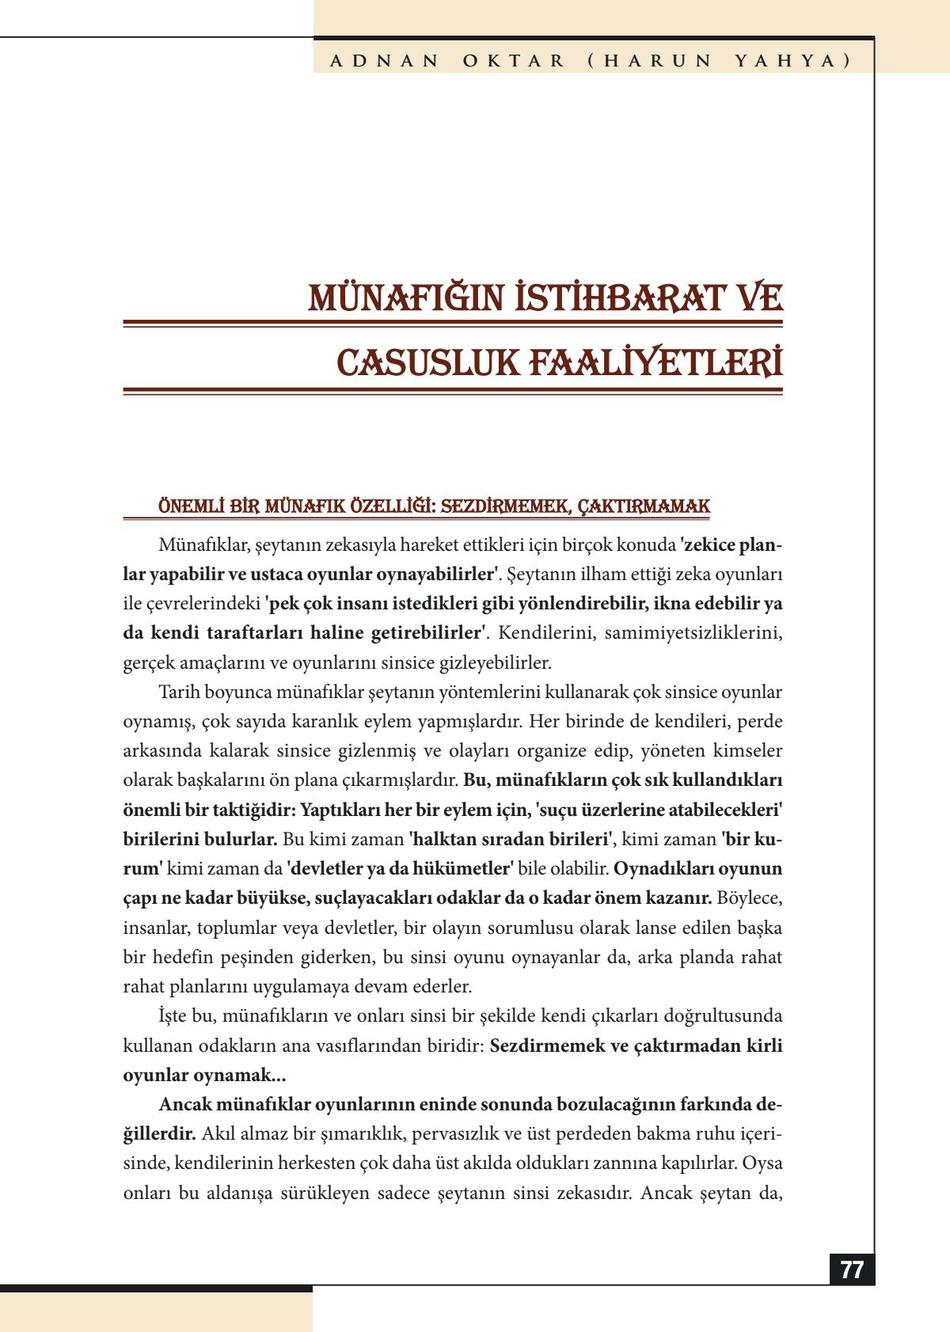 ADNAN OKTAR (HARUN YAHYA)
MÜNAFIĞIN İSTİHBARAT VE
CASUSLUK FAALİYETLERİ
ÖNEMLİ BİR MÜNAFIK ÖZELLİĞİ: SEZDİRMEMEK, ÇAKTIRMAMAK
Münafıklar, şeytanın zekasıyla hareket ettikleri için birçok konuda 'zekice plan-
lar yapabilir ve ustaca oyunlar oynayabilirler'. Şeytanın ilham ettiği zeka oyunları
ile çevrelerindeki 'pek çok insanı istedikleri gibi yönlendirebilir, ikna edebilir ya
da kendi taraftarları haline getirebilirler'. Kendilerini, samimiyetsizliklerini,
gerçek amaçlarını ve oyunlarını sinsice gizleyebilirler.
Tarih boyunca münafıklar şeytanın yöntemlerini kullanarak çok sinsice oyunlar
oynamış, çok sayıda karanlık eylem yapmışlardır. Her birinde de kendileri, perde
arkasında kalarak sinsice gizlenmiş ve olayları organize edip, yöneten kimseler
olarak başkalarını ön plana çıkarmışlardır. Bu, münafıkların çok sık kullandıkları
önemli bir taktiğidir: Yaptıkları her bir eylem için, 'suçu üzerlerine atabilecekleri'
birilerini bulurlar. Bu kimi zaman 'halktan sıradan birileri', kimi zaman 'bir ku-
rum' kimi zaman da 'devletler ya da hükümetler' bile olabilir. Oynadıkları oyunun
çapı ne kadar büyükse, suçlayacakları odaklar da o kadar önem kazanır. Böylece,
insanlar, toplumlar veya devletler, bir olayın sorumlusu olarak lanse edilen başka
bir hedefin peşinden giderken, bu sinsi oyunu oynayanlar da, arka planda rahat
rahat planlarını uygulamaya devam ederler.
İşte bu, münafıkların ve onları sinsi bir şekilde kendi çıkarları doğrultusunda
kullanan odakların ana vasıflarından biridir: Sezdirmemek ve çaktırmadan kirli
oyunlar oynamak...
Ancak münafıklar oyunlarının eninde sonunda bozulacağının farkında de-
ğillerdir. Akıl almaz bir şımarıklık, pervasızlık ve üst perdeden bakma ruhu içeri-
sinde, kendilerinin herkesten çok daha üst akılda oldukları zannına kapılırlar. Oysa
onları bu aldanışa sürükleyen sadece şeytanın sinsi zekasıdır. Ancak şeytan da,
77